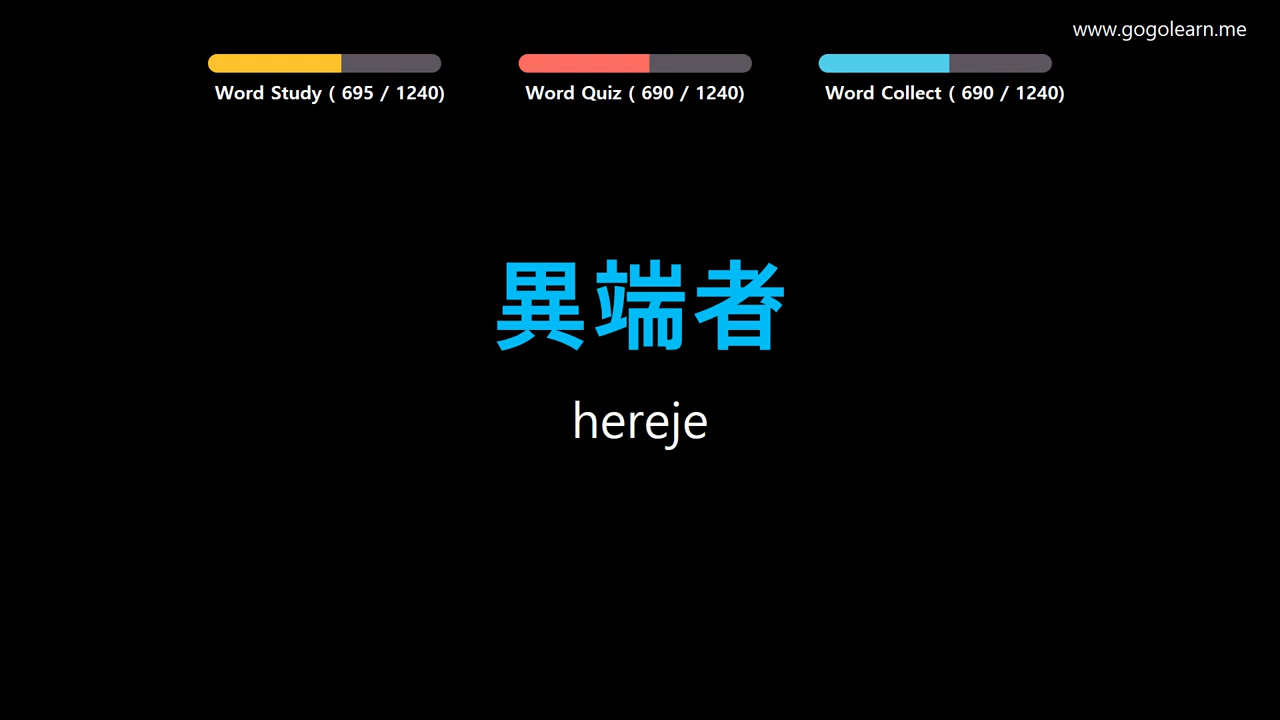 www.gogolearn.me
Word Study ( 695 / 1240)
Word Quiz ( 690 / 1240)
Word Collect ( 690 / 1240)
異端者
hereje